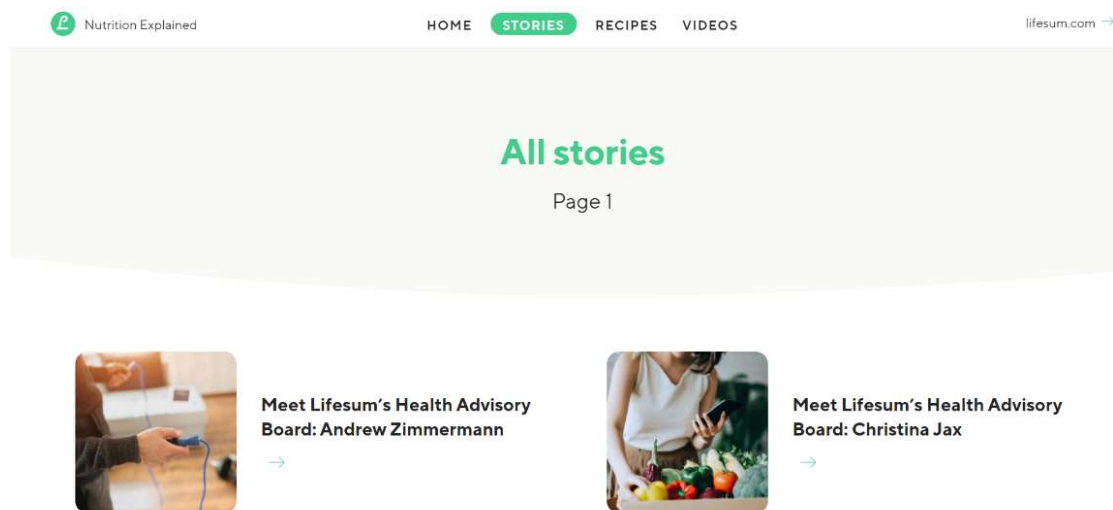 Nutrition Explained
HOME STORIES RECIPES VIDEOS
lifesum.com →
All stories
Page 1
Meet Lifesum’s Health Advisory
Board: Andrew Zimmermann
→
Meet Lifesum’s Health Advisory
Board: Christina Jax
→